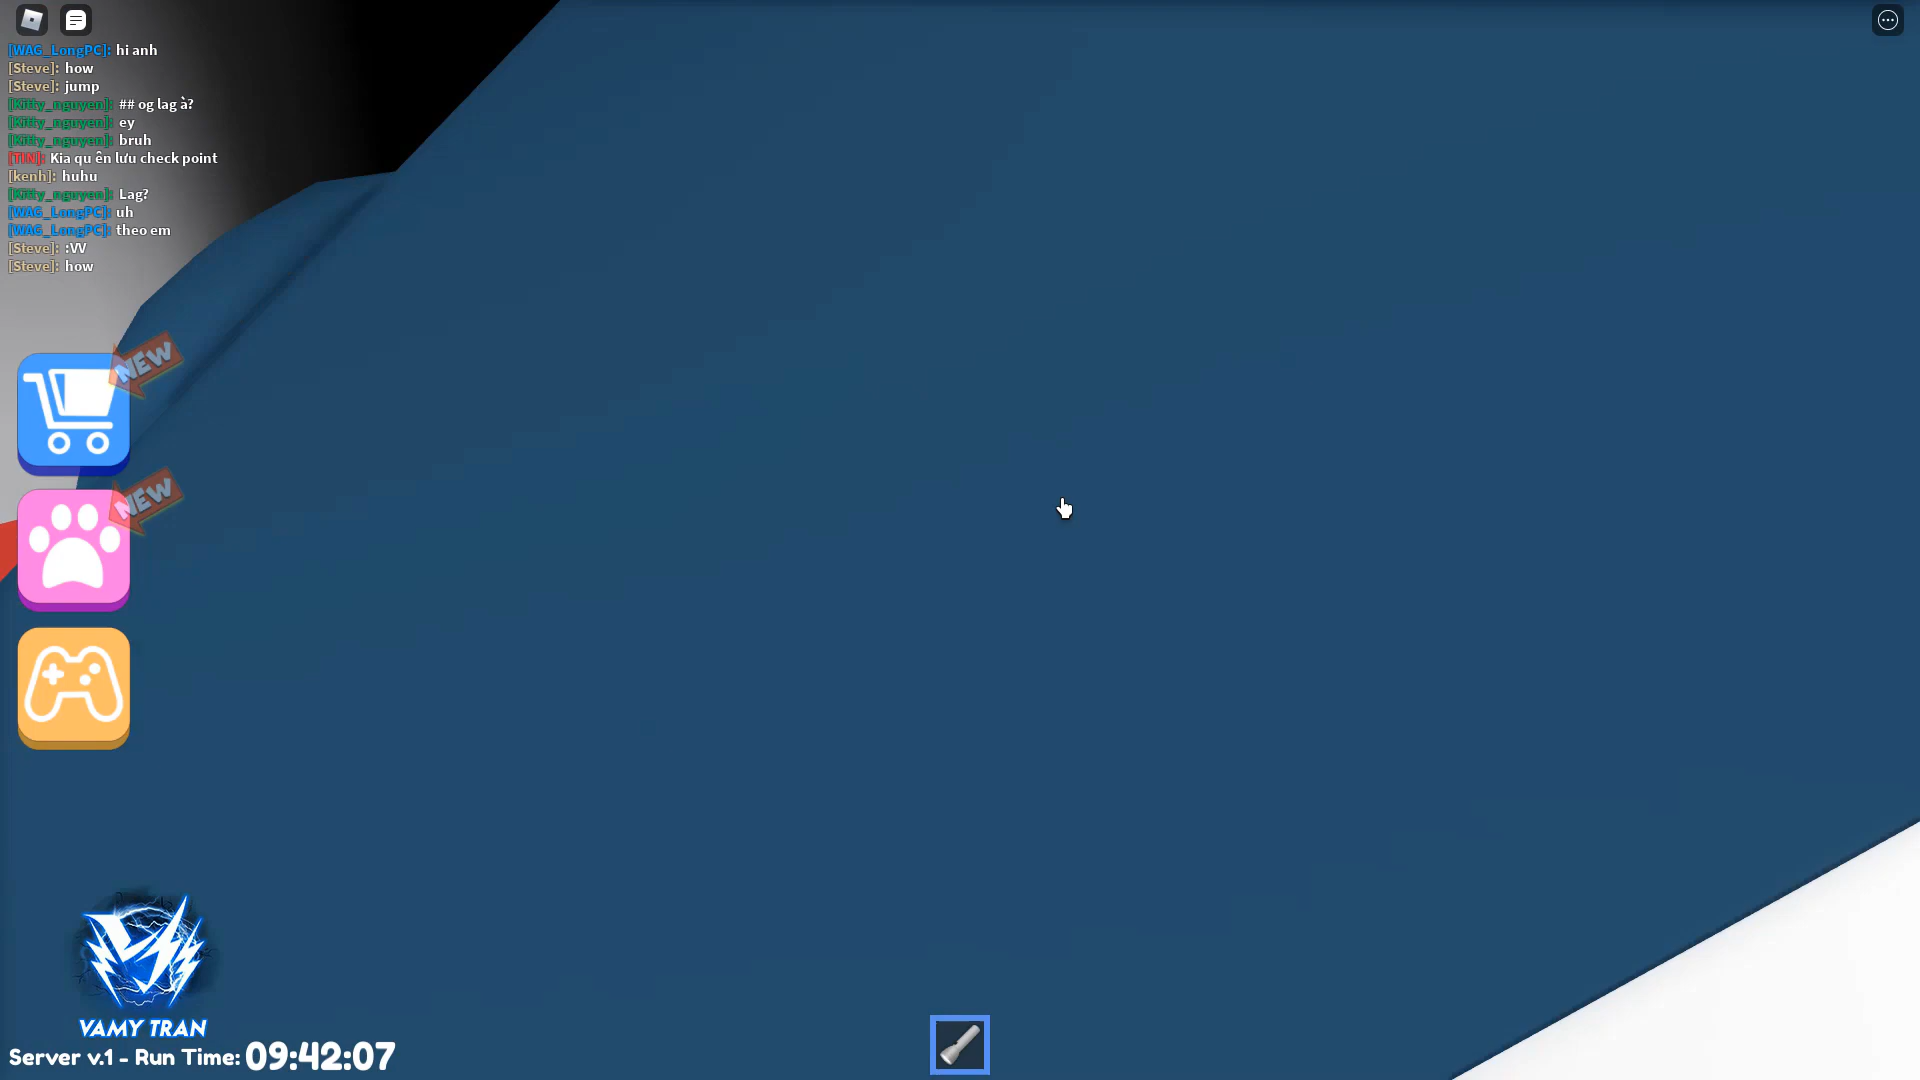 [WAG_LongPC]: hi anh
[Steve]: how
[Steve]: jump
[Kitty_nguyen]: ## og lag à?
[Kitty_nguyen]: ey
[Kitty_nguyen]: bruh
[TIN]: Kia qu ên lưu check point
[kenh]: huhu
[Kitty_nguyen]: Lag?
[WAG_LongPC]: uh
[WAG_LongPC]: theo em
[Steve]: :VV
[Steve]: how
NEW
NEW
VAMY TRAN
Server v.1 - Run Time: 09:42:07